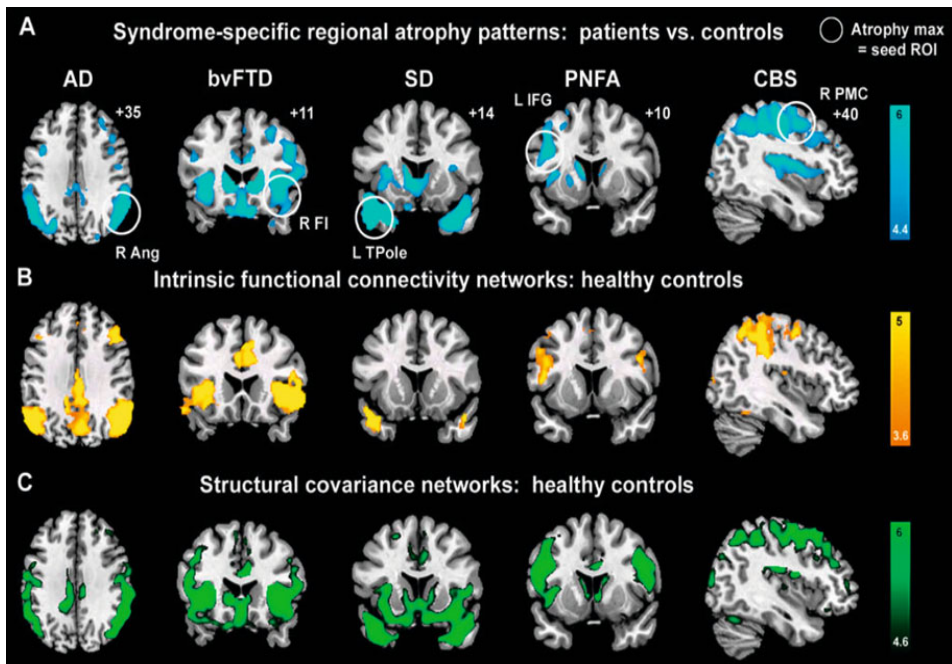 A
Syndrome-specific regional atrophy patterns: patients vs. controls
Atrophy max
= seed ROI
AD
bvFTD
SD
PNFA
CBS
+35
+11
+14
L IFG
+10
R PMC
+40
R Ang
R FI
L TPole
6
4.4
B
Intrinsic functional connectivity networks: healthy controls
5
3.6
C
Structural covariance networks: healthy controls
6
4.6